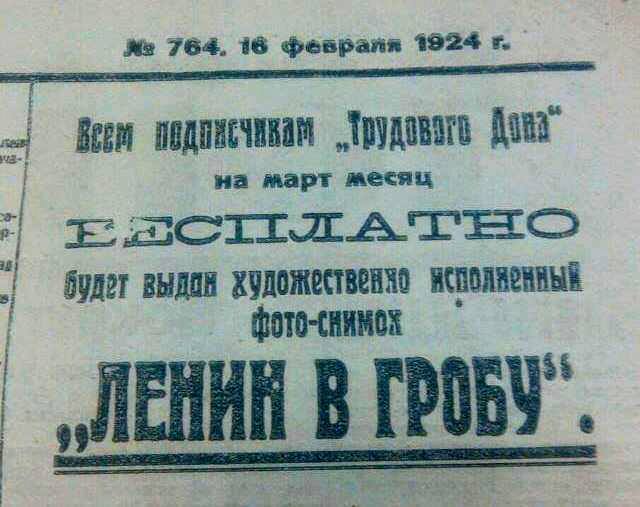 № 764. 16 февраля 1924 г.
Всем подписчикам „Трудового Дона“
на март месяц
БЕСПЛАТНО
будет выдан художественно исполненный
фото-снимок
„ЛЕНИН В ГРОБУ“.